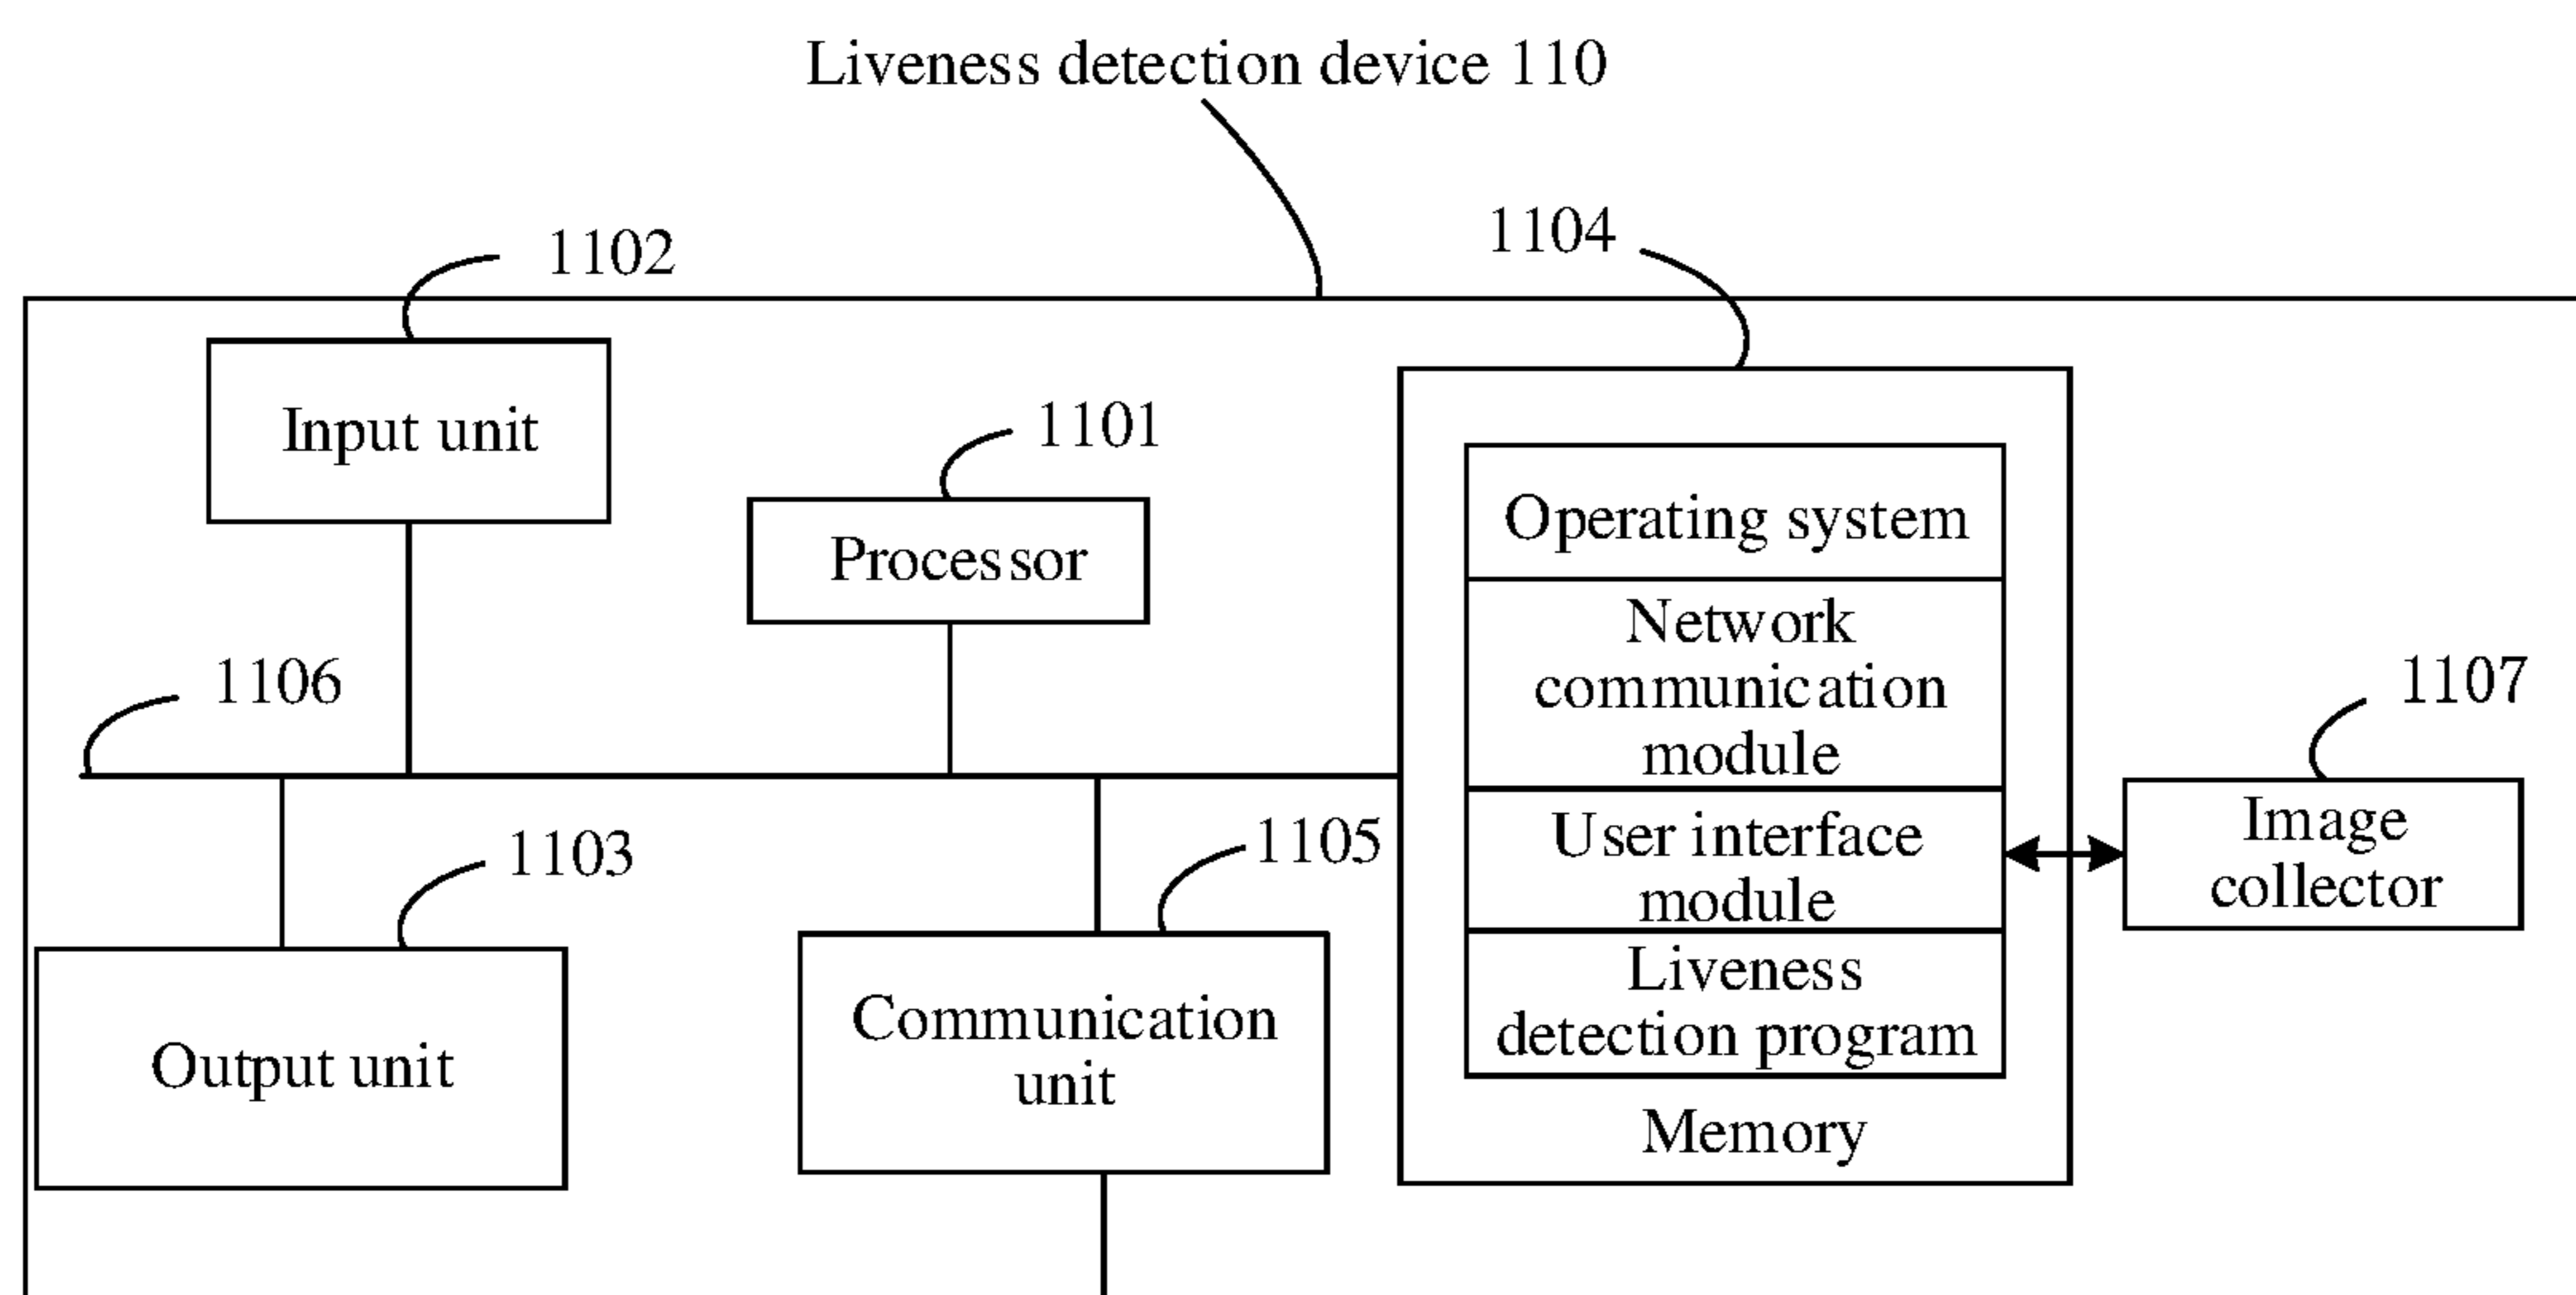 Liveness detection device 110
1102
1104
Input unit
1101
Processor
Operating system
Network
communication
module
1106
1107
User interface
module
Image
collector
1103
1105
Liveness
detection program
Output unit
Communication
unit
Memory